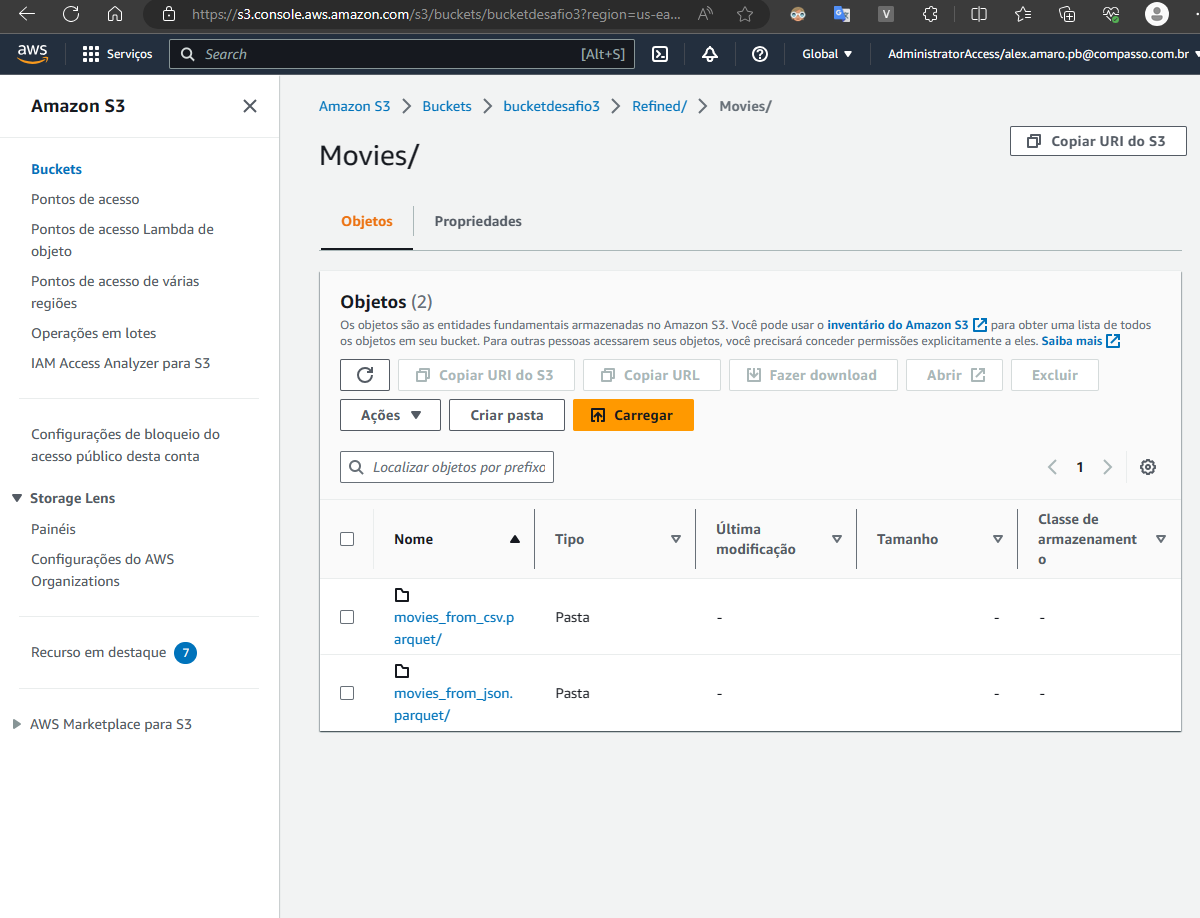 https://s3.console.aws.amazon.com/s3/buckets/bucketdesafio3?region=us-ea...
aws
Serviços
Search
[Alt+S]
Global
AdministratorAccess/alex.amaro.pb@compasso.com.br
Amazon S3
Buckets
Pontos de acesso
Pontos de acesso Lambda de
objeto
Pontos de acesso de várias
regiões
Operações em lotes
IAM Access Analyzer para S3
Configurações de bloqueio do
acesso público desta conta
Storage Lens
Painéis
Configurações do AWS
Organizations
Recurso em destaque 7
AWS Marketplace para S3
Amazon S3 > Buckets > bucketdesafio3 > Refined/ > Movies/
Movies/
Copiar URI do S3
Objetos
Propriedades
Objetos (2)
Os objetos são as entidades fundamentais armazenadas no Amazon S3. Você pode usar o inventário do Amazon S3 para obter uma lista de todos
os objetos em seu bucket. Para outras pessoas acessarem seus objetos, você precisará conceder permissões explicitamente a eles. Saiba mais
Copiar URI do S3
Copiar URL
Fazer download
Abrir
Excluir
Ações
Criar pasta
Carregar
Localizar objetos por prefixo
1
Nome
Tipo
Última
modificação
Tamanho
Classe de
armazenament
o
movies_from_csv.p
arquet/
Pasta
-
-
-
movies_from_json.
parquet/
Pasta
-
-
-